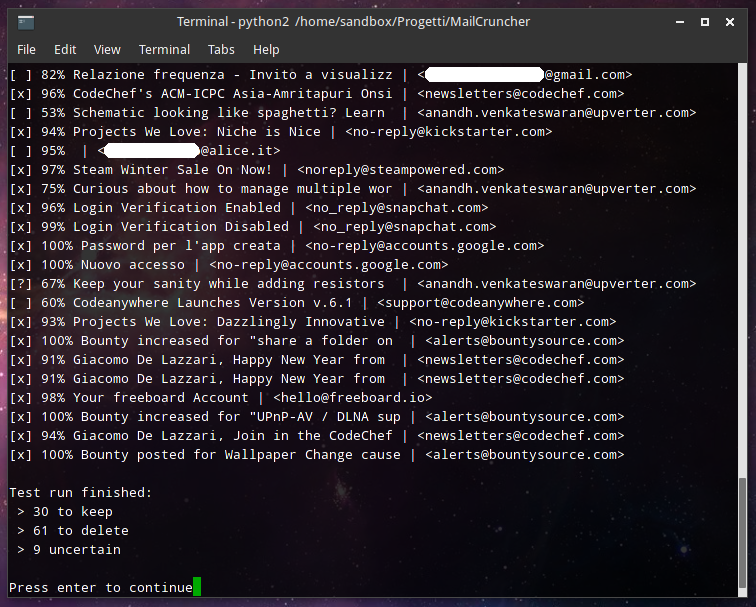 Terminal - python2 /home/sandbox/Progetti/MailCruncher
File Edit View Terminal Tabs Help
[ ] 82% Relazione frequenza - Invito a visualizz | < @gmail.com>
[x] 96% CodeChef's ACM-ICPC Asia-Amritapuri Onsi | <newsletters@codechef.com>
[ ] 53% Schematic looking like spaghetti? Learn  | <anandh.venkateswaran@upverter.com>
[x] 94% Projects We Love: Niche is Nice | <no-reply@kickstarter.com>
[ ] 95%  | < @alice.it>
[x] 97% Steam Winter Sale On Now! | <noreply@steampowered.com>
[x] 75% Curious about how to manage multiple wor | <anandh.venkateswaran@upverter.com>
[x] 96% Login Verification Enabled | <no_reply@snapchat.com>
[x] 99% Login Verification Disabled | <no_reply@snapchat.com>
[x] 100% Password per l'app creata | <no-reply@accounts.google.com>
[x] 100% Nuovo accesso | <no-reply@accounts.google.com>
[?] 67% Keep your sanity while adding resistors  | <anandh.venkateswaran@upverter.com>
[ ] 60% Codeanywhere Launches Version v.6.1 | <support@codeanywhere.com>
[x] 93% Projects We Love: Dazzlingly Innovative | <no-reply@kickstarter.com>
[x] 100% Bounty increased for "share a folder on  | <alerts@bountysource.com>
[x] 91% Giacomo De Lazzari, Happy New Year from  | <newsletters@codechef.com>
[x] 91% Giacomo De Lazzari, Happy New Year from  | <newsletters@codechef.com>
[x] 98% Your freeboard Account | <hello@freeboard.io>
[x] 100% Bounty increased for "UPnP-AV / DLNA sup | <alerts@bountysource.com>
[x] 94% Giacomo De Lazzari, Join in the CodeChef | <newsletters@codechef.com>
[x] 100% Bounty posted for Wallpaper Change cause | <alerts@bountysource.com>
Test run finished:
> 30 to keep
> 61 to delete
> 9 uncertain
Press enter to continue